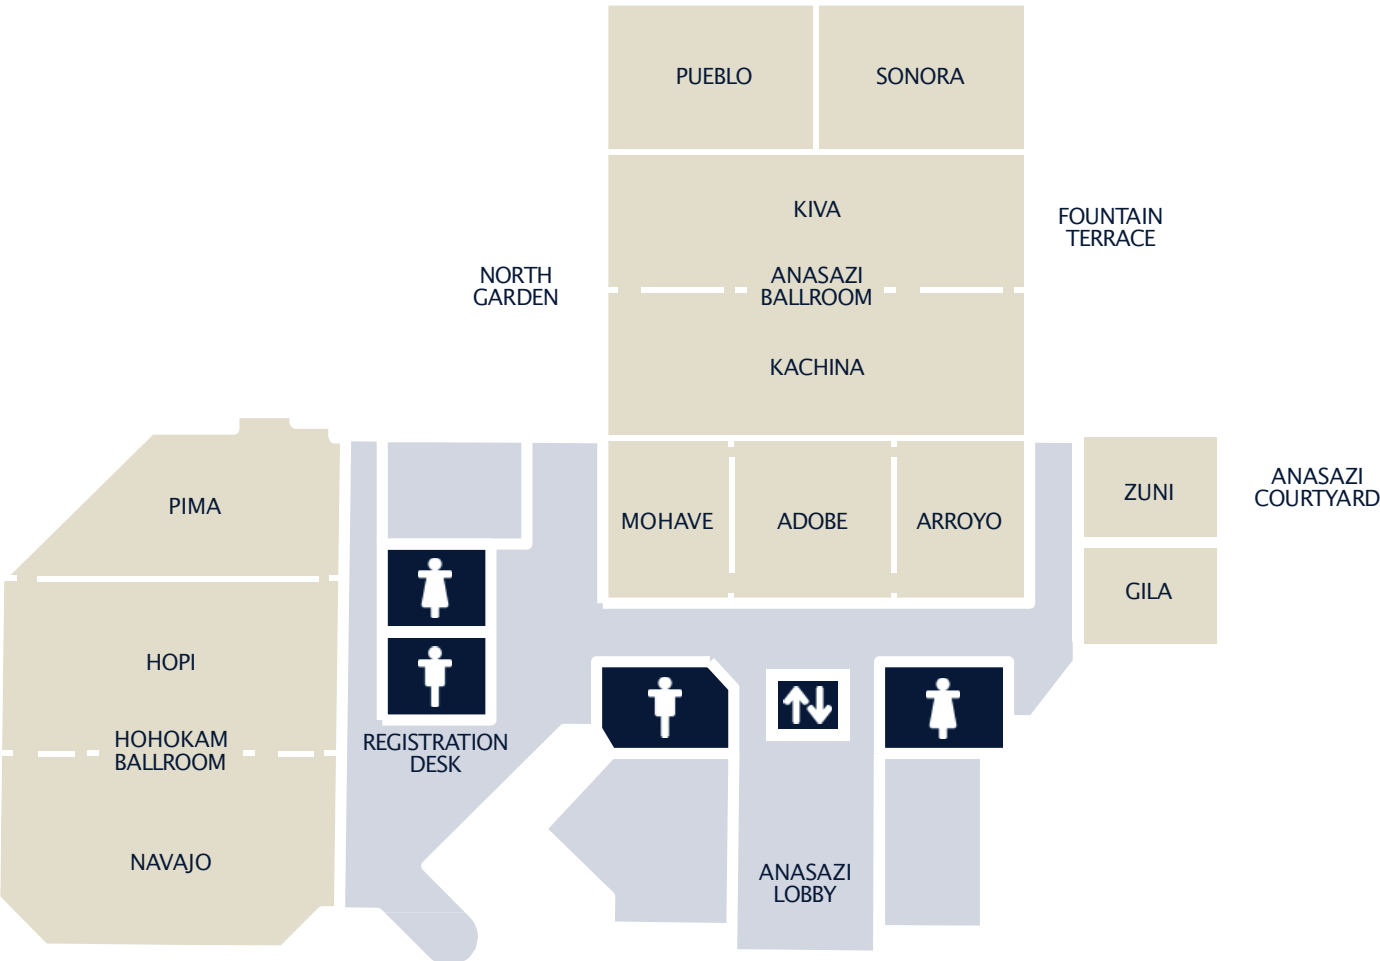 PUEBLO
SONORA
KIVA
FOUNTAIN
TERRACE
NORTH
GARDEN
ANASAZI
BALLROOM
KACHINA
PIMA
MOHAVE
ADOBE
ARROYO
ZUNI
ANASAZI
COURTYARD
GILA
HOPI
HOHOKAM
BALLROOM
REGISTRATION
DESK
NAVAJO
ANASAZI
LOBBY